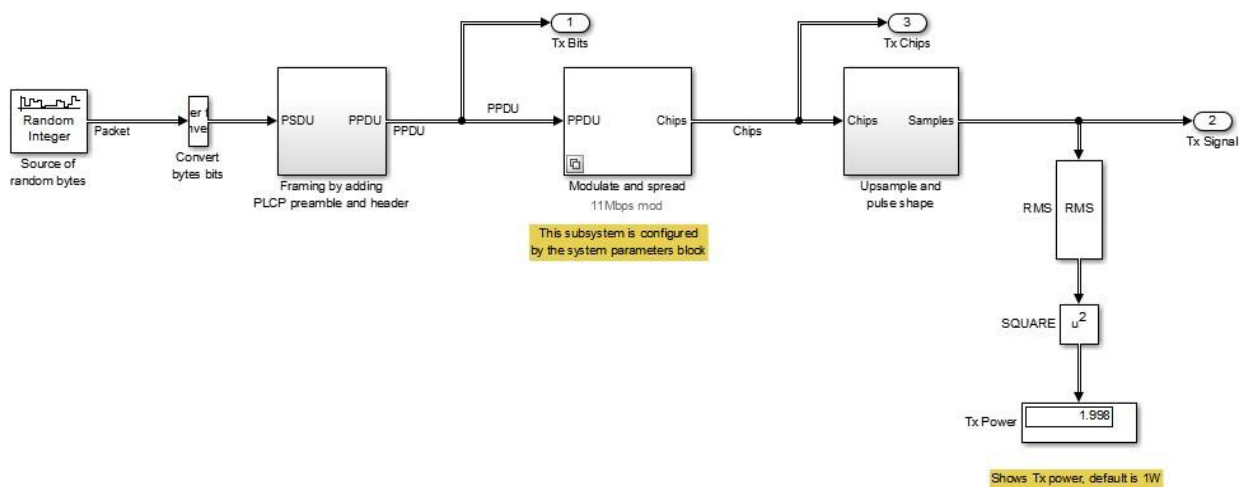 1
Tx Bits
3
Tx Chips
Random
Integer
Packet
Source of
random bytes
Convert
bytes bits
PSDU
PPDU
PPDU
Framing by adding
PLCP preamble and header
PPDU
PPDU
Chips
Chips
Modulate and spread
11Mbps mod
This subsystem is configured
by the system parameters block
Chips
Samples
Upsample and
pulse shape
2
Tx Signal
RMS
RMS
SQUARE
u2
Tx Power
1.998
Shows Tx power, default is 1W